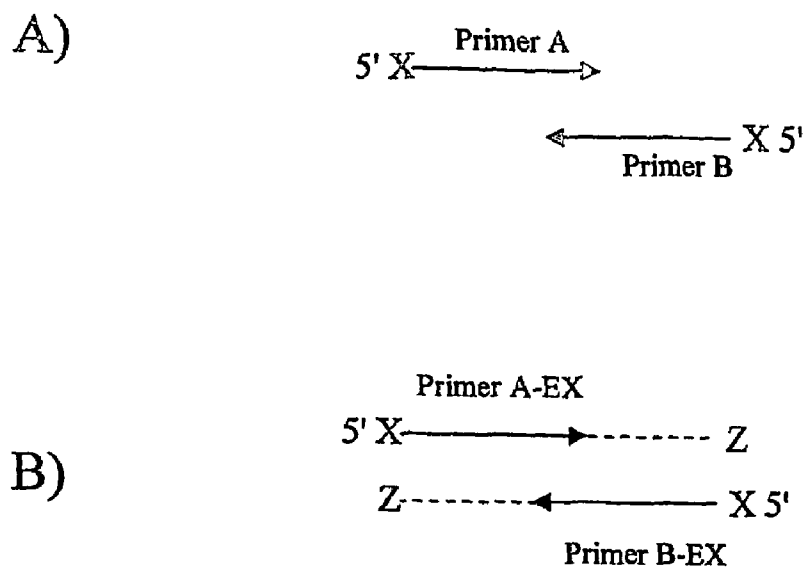 A)
Primer A
5' X
X 5'
Primer B
Primer A-EX
5' X Z
B)
Z X 5'
Primer B-EX